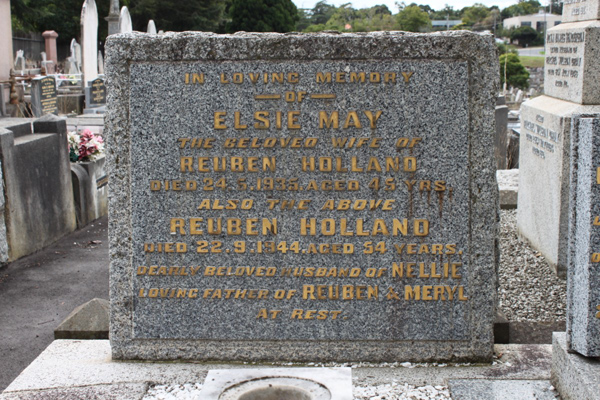 IN LOVING MEMORY
OF
ELSIE MAY
THE BELOVED WIFE OF
REUBEN HOLLAND
DIED 24.5.1935, AGED 45 YRS.
ALSO THE ABOVE
REUBEN HOLLAND
DIED 22.9.1944, AGED 54 YEARS.
DEARLY BELOVED HUSBAND OF NELLIE
LOVING FATHER OF REUBEN & MERYL
AT REST.